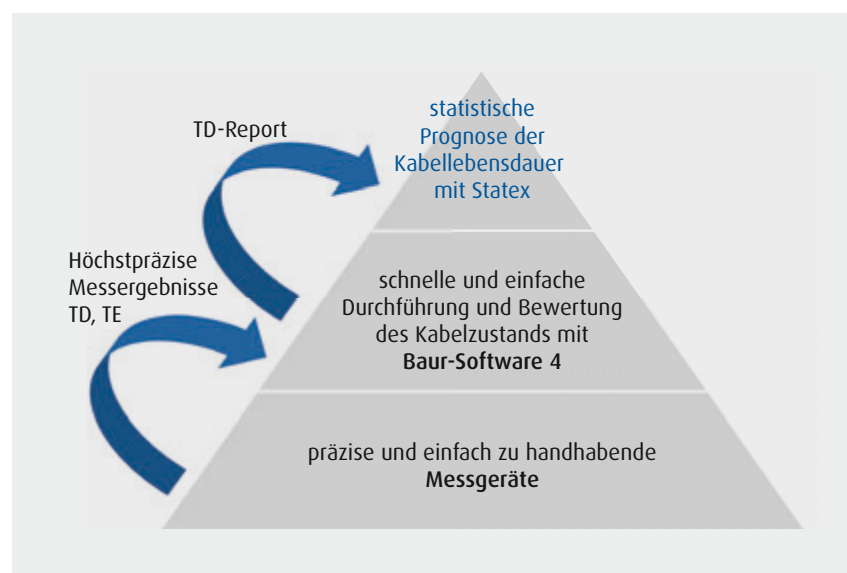 statistische
Prognose der
Kabellebensdauer
mit Statex
TD-Report
Höchstpräzise
Messergebnisse
TD, TE
schnelle und einfache
Durchführung und Bewertung
des Kabelzustands mit
Baur-Software 4
präzise und einfach zu handhabende
Messgeräte